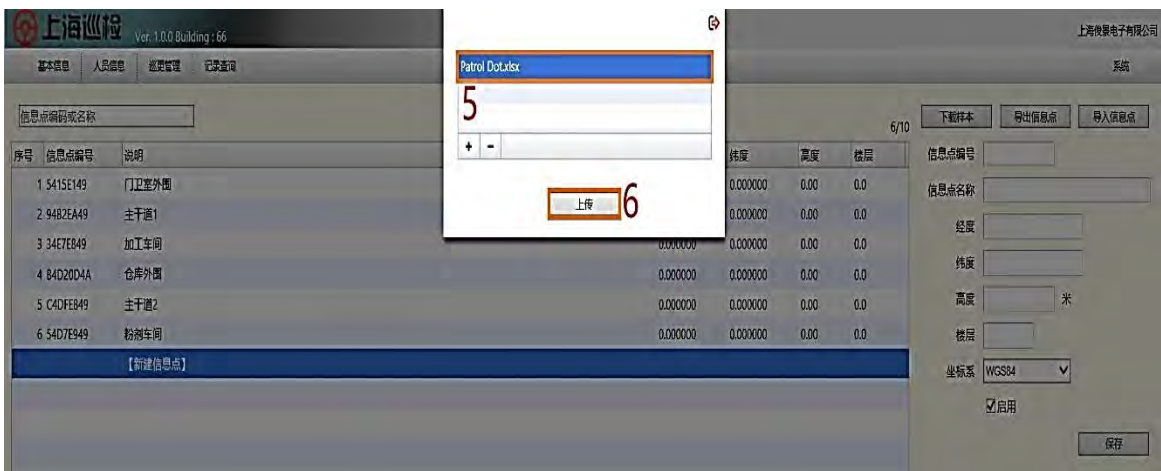 上海巡检 Ver. 1.0.0 Building : 66
上海俊景电子有限公司
基本信息 人员信息 巡更管理 记录查询
系统
Patrol Dot.xlsx
5
+ -
上传 6
信息点编码或名称
6/10
下载样本 导出信息点 导入信息点
序号 信息点编号 说明 纬度 高度 楼层
1 5415E149 门卫室外围 0.000000 0.00 0.0
2 94B2EA49 主干道1 0.000000 0.00 0.0
3 34E7E849 加工车间 0.000000 0.000000 0.00 0.0
4 84D20D4A 仓库外围 0.000000 0.000000 0.00 0.0
5 C4DFE849 主干道2 0.000000 0.000000 0.00 0.0
6 54D7E949 粉剂车间 0.000000 0.000000 0.00 0.0
【新建信息点】
信息点编号
信息点名称
经度
纬度
高度 米
楼层
坐标系 WGS84
启用
保存